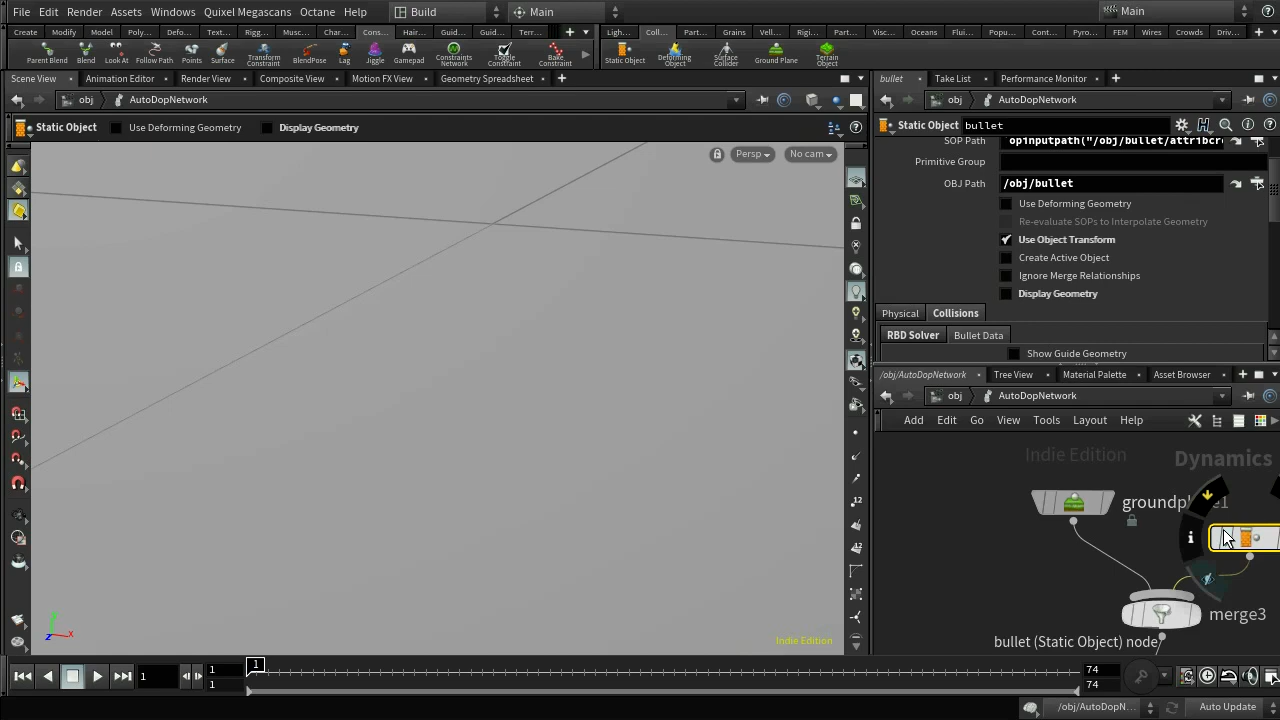 File Edit Render Assets Windows Quixel Megascans Octane Help Build Main Main
Create Modify Model Poly... Defo... Text... Rigg... Musc... Char... Cons... Hair... Guid... Guid... Terr... Ligh... Coll... Part... Grains Vell... Rigi... Part... Visc... Oceans Flui... Popu... Cont... Pyro... FEM Wires Crowds Driv...
Parent Blend Blend Look At Follow Path Points Surface Transform Constraints BlendPose Lag Jiggle Gamepad Constraints Network Toggle Constraint Bake Constraint Static Object Deforming Object Surface Collider Ground Plane Terrain Object
Scene View Animation Editor Render View Composite View Motion FX View Geometry Spreadsheet bullet Take List Performance Monitor
obj AutoDopNetwork obj AutoDopNetwork
Static Object Use Deforming Geometry Display Geometry Static Object bullet
SOP Path opinputpath("/obj/bullet/attribcr
Persp No cam
Primitive Group
OBJ Path /obj/bullet
Use Deforming Geometry
Re-evaluate SOPs to Interpolate Geometry
Use Object Transform
Create Active Object
Ignore Merge Relationships
Display Geometry
Physical Collisions
RBD Solver Bullet Data
Show Guide Geometry
/obj/AutoDopNetwork Tree View Material Palette Asset Browser
obj AutoDopNetwork
Add Edit Go View Tools Layout Help
Indie Edition Dynamics
groundplane1
merge3
bullet (Static Object) node
Indie Edition
1 1 1 1 74
74
/obj/AutoDopN... Auto Update